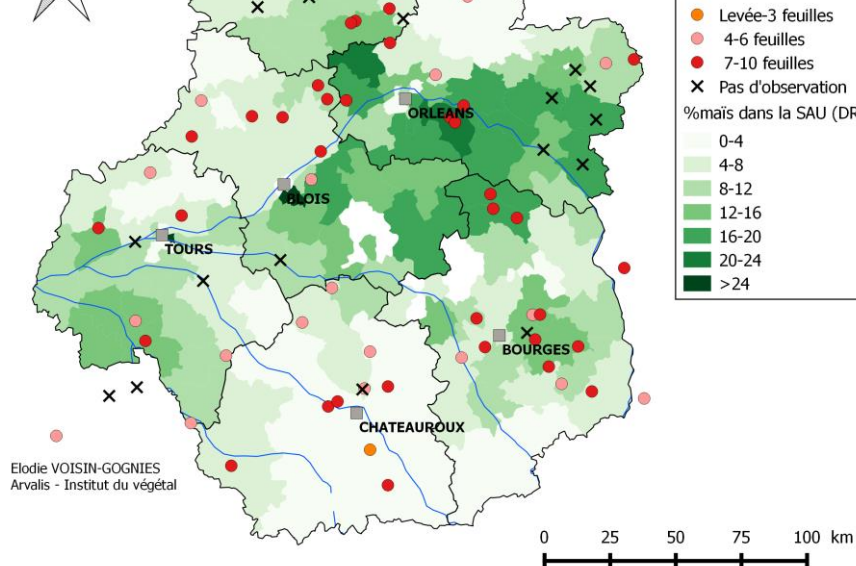 Levée-3 feuilles
4-6 feuilles
7-10 feuilles
Pas d'observation
%maïs dans la SAU (DR
0-4
4-8
8-12
12-16
16-20
20-24
>24
ORLEANS
BLOIS
TOURS
BOURGES
CHATEAUROUX
Elodie VOISIN-GOGNIES
Arvalis - Institut du végétal
0 25 50 75 100 km